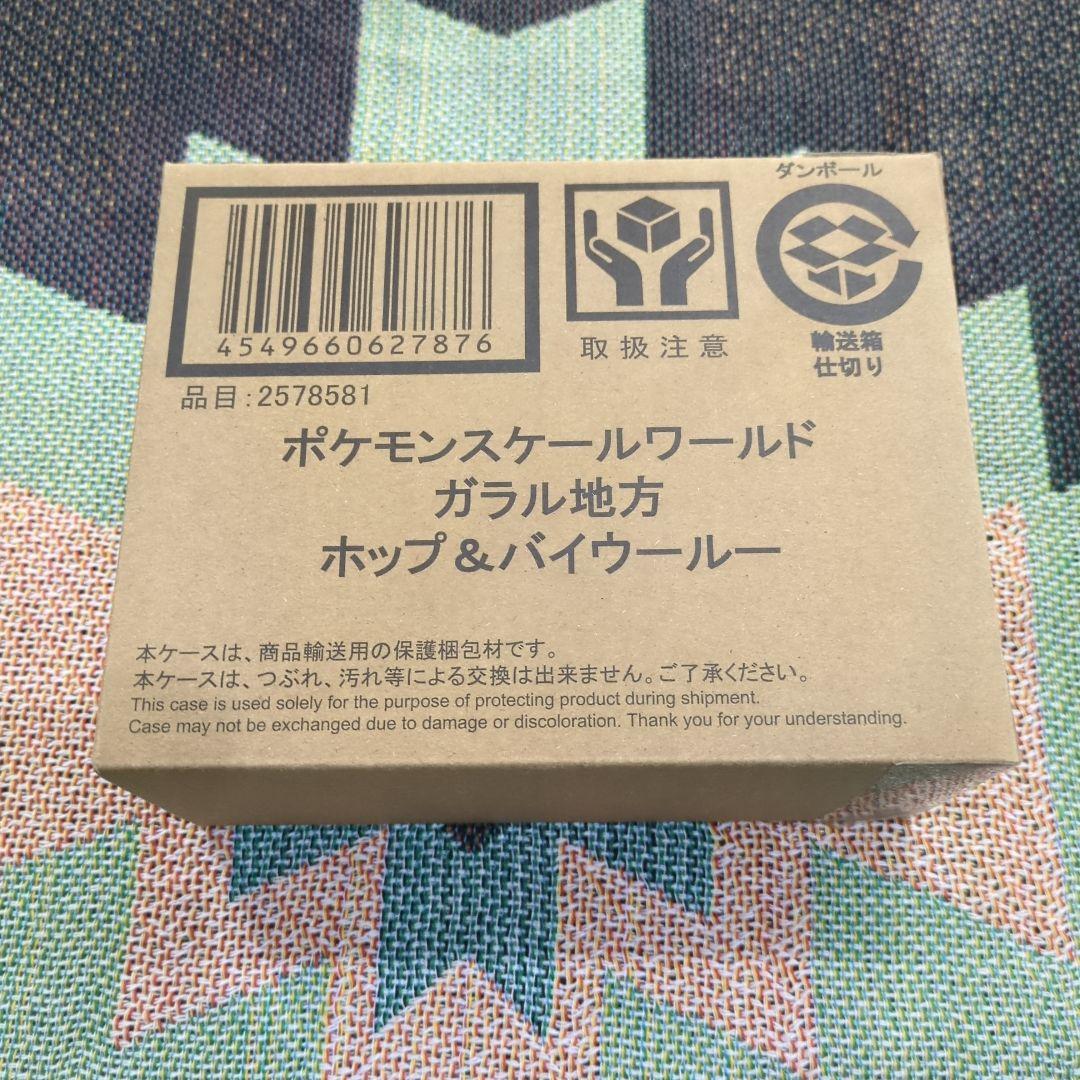 ダンボール
4549660627876
取扱注意
輸送箱
仕切り
品目:2578581
ポケモンスケールワールド
ガラル地方
ホップ&バイウールー
本ケースは、商品輸送用の保護梱包材です。
本ケースは、つぶれ、汚れ等による交換は出来ません。ご了承ください。
This case is used solely for the purpose of protecting product during shipment.
Case may not be exchanged due to damage or discoloration. Thank you for your understanding.